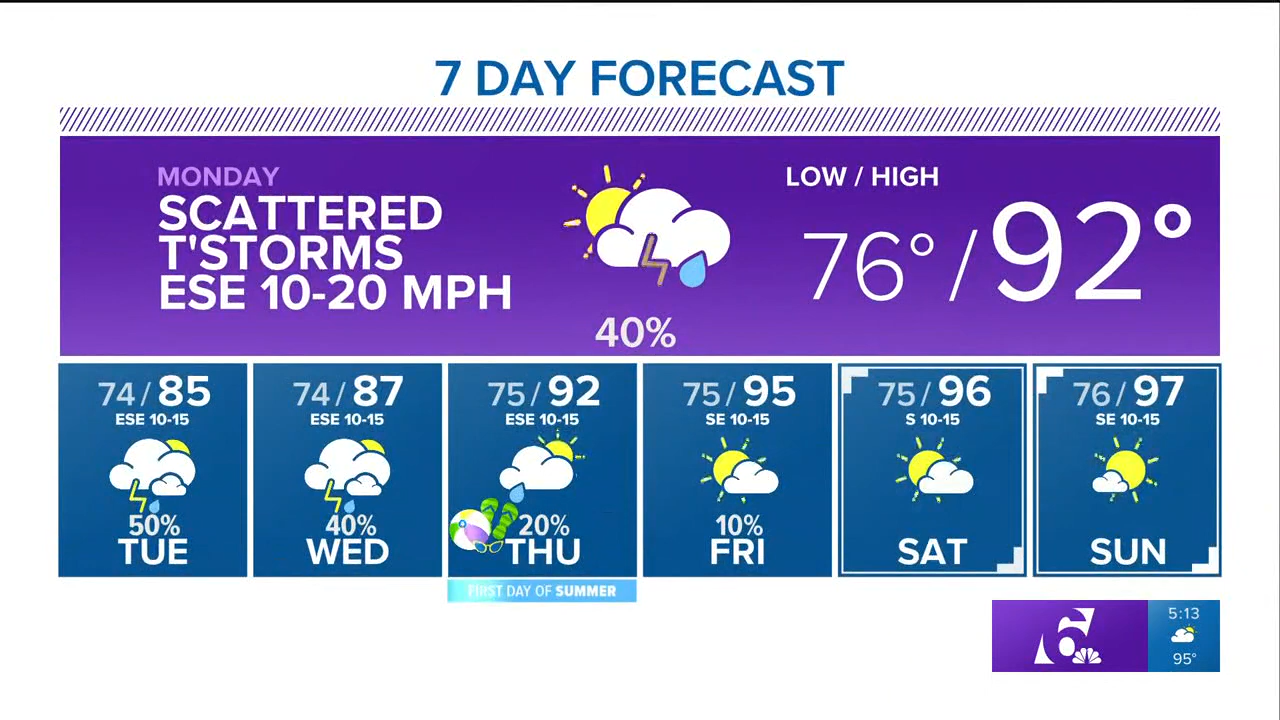 7 DAY FORECAST
MONDAY
SCATTERED
T'STORMS
ESE 10-20 MPH
40%
LOW / HIGH
76° / 92°
74 / 85
ESE 10-15
50%
TUE
74 / 87
ESE 10-15
40%
WED
75 / 92
ESE 10-15
20%
THU
FIRST DAY OF SUMMER
75 / 95
SE 10-15
10%
FRI
75 / 96
S 10-15
SAT
76 / 97
SE 10-15
SUN
6
5:13
95°